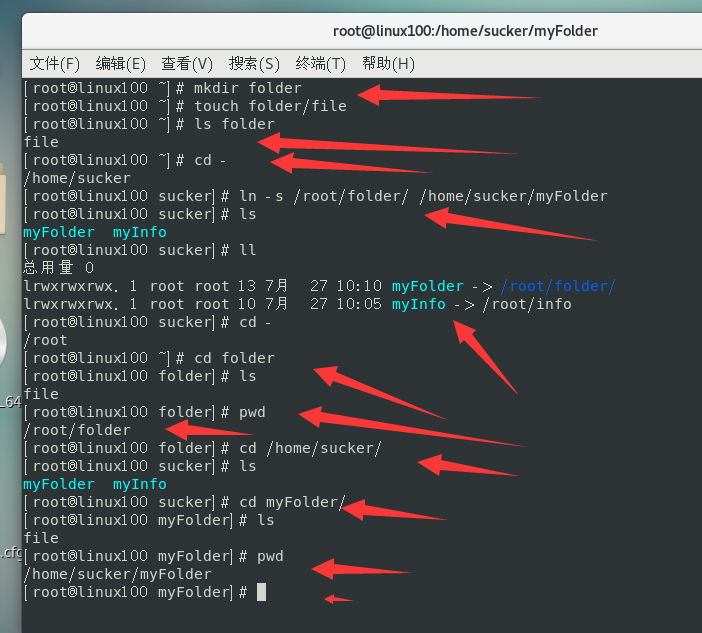 root@linux100:/home/sucker/myFolder
文件(F) 编辑(E) 查看(V) 搜索(S) 终端(T) 帮助(H)
[root@linux100 ~]# mkdir folder
[root@linux100 ~]# touch folder/file
[root@linux100 ~]# ls folder
file
[root@linux100 ~]# cd -
/home/sucker
[root@linux100 sucker]# ln -s /root/folder/ /home/sucker/myFolder
[root@linux100 sucker]# ls
myFolder  myInfo
[root@linux100 sucker]# ll
总用量 0
lrwxrwxrwx. 1 root root 13 7月  27 10:10 myFolder -> /root/folder/
lrwxrwxrwx. 1 root root 10 7月  27 10:05 myInfo -> /root/info
[root@linux100 sucker]# cd -
/root
[root@linux100 ~]# cd folder
[root@linux100 folder]# ls
file
_64
[root@linux100 folder]# pwd
/root/folder
[root@linux100 folder]# cd /home/sucker/
[root@linux100 sucker]# ls
myFolder  myInfo
[root@linux100 sucker]# cd myFolder/
[root@linux100 myFolder]# ls
file
.cfg
[root@linux100 myFolder]# pwd
/home/sucker/myFolder
[root@linux100 myFolder]#